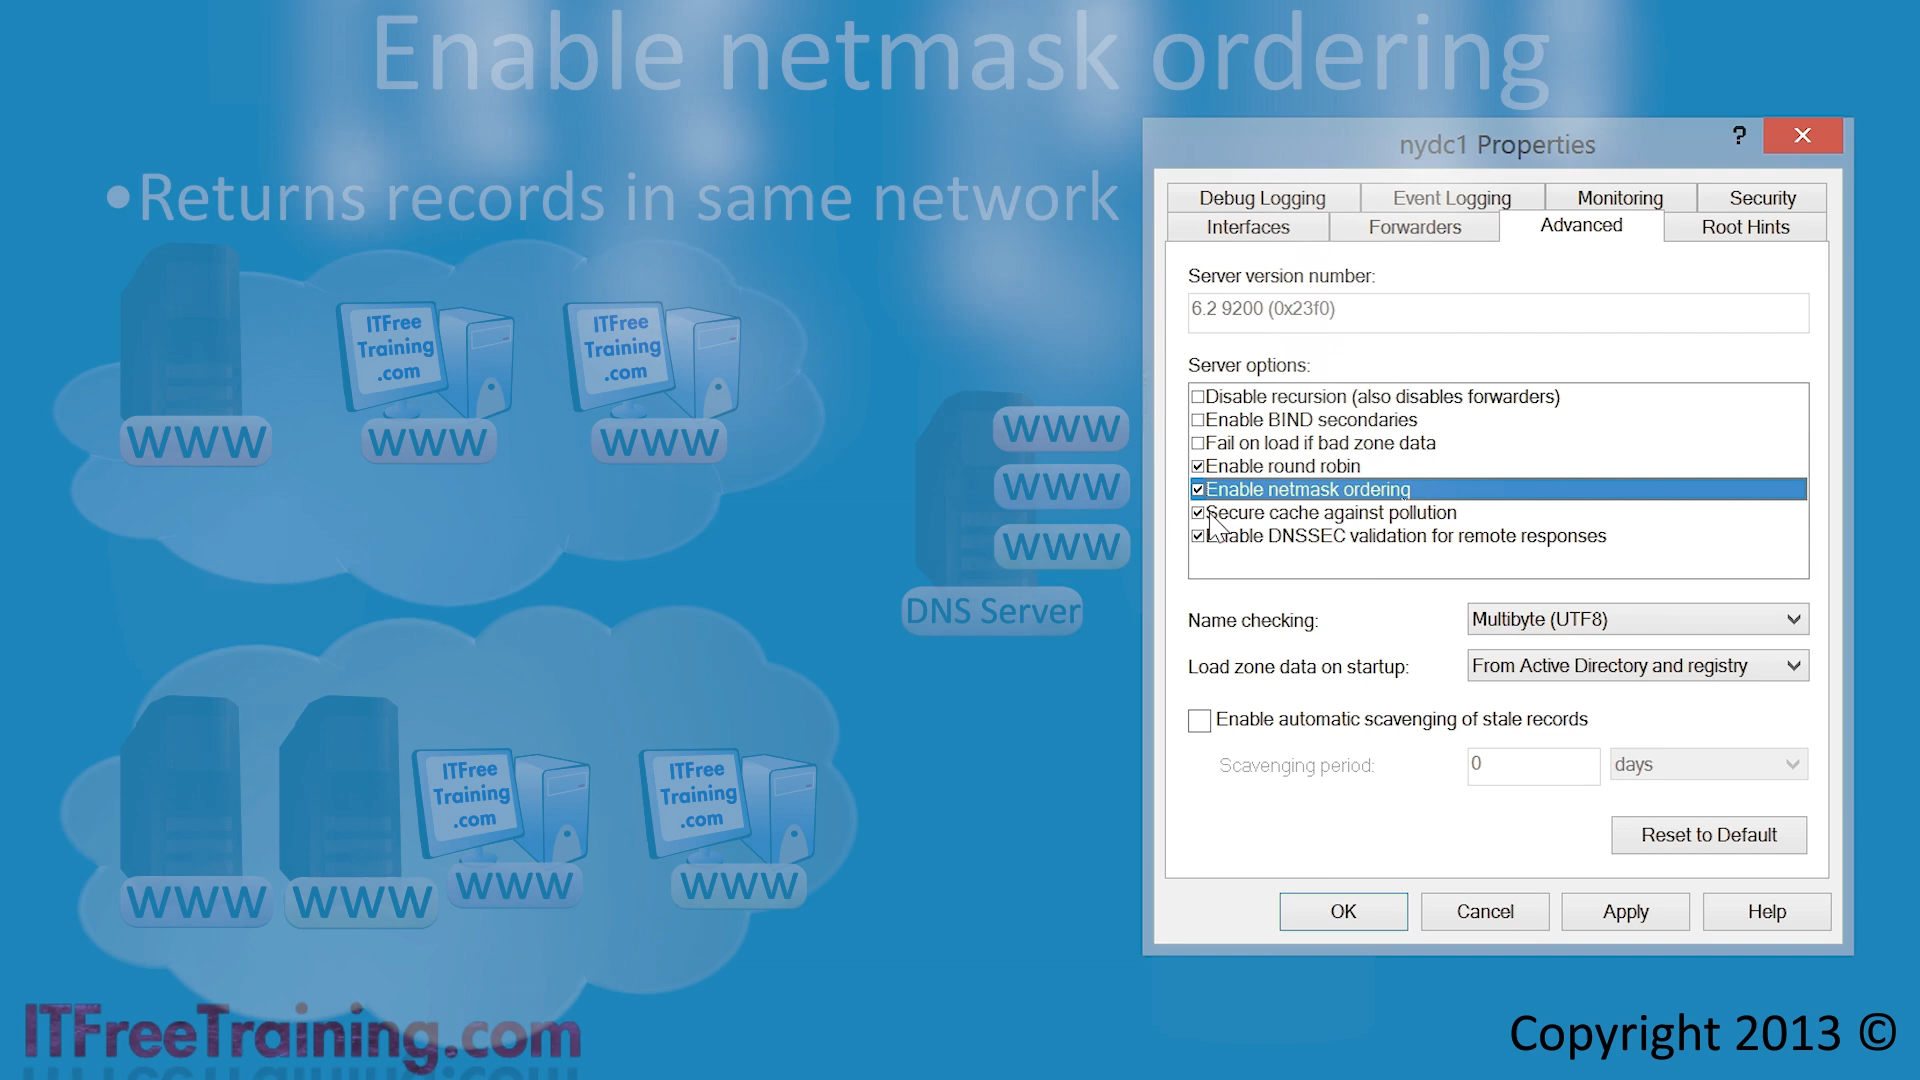 Enable netmask ordering
•Returns records in same network
ITFree
Training
.com
ITFree
Training
.com
WWW
WWW
WWW
WWW
WWW
WWW
DNS Server
ITFree
Training
.com
ITFree
Training
.com
WWW
WWW
WWW
WWW
nydc1 Properties
?
Debug Logging
Event Logging
Monitoring
Security
Interfaces
Forwarders
Advanced
Root Hints
Server version number:
6.2 9200 (0x23f0)
Server options:
Disable recursion (also disables forwarders)
Enable BIND secondaries
Fail on load if bad zone data
Enable round robin
Enable netmask ordering
Secure cache against pollution
Enable DNSSEC validation for remote responses
Name checking:
Multibyte (UTF8)
Load zone data on startup:
From Active Directory and registry
Enable automatic scavenging of stale records
Scavenging period:
0
days
Reset to Default
OK
Cancel
Apply
Help
ITFreeTraining.com
Copyright 2013 ©